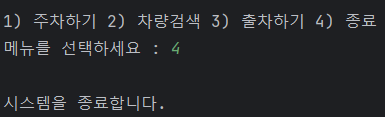 1) 주차하기 2) 차량검색 3) 출차하기 4) 종료
메뉴를 선택하세요 : 4
시스템을 종료합니다.